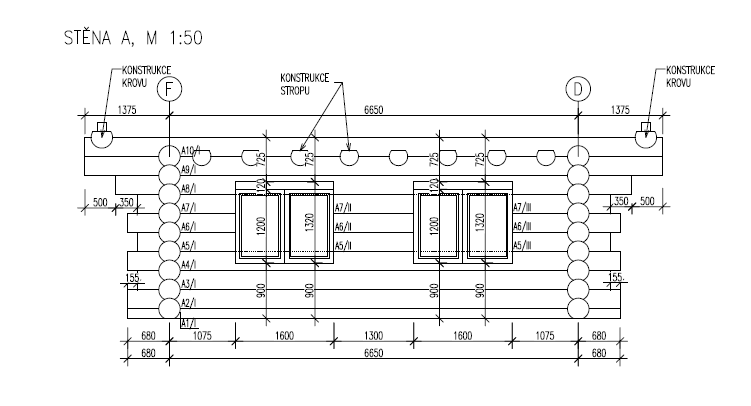 STĚNA A, M 1:50
KONSTRUKCE
KROVU
KONSTRUKCE
STROPU
KONSTRUKCE
KROVU
F
D
1375
6650
1375
A10/I
A9/I
A8/I
A7/I
A6/I
A5/I
A4/I
A3/I
A2/I
A1/I
725
725
725
725
120
120
1200
1320
1200
1320
A7/II
A6/II
A5/II
A7/III
A6/III
A5/III
900
900
900
900
500
350
350
500
155.
155.
680
1075
1600
1300
1600
1075
680
680
6650
680